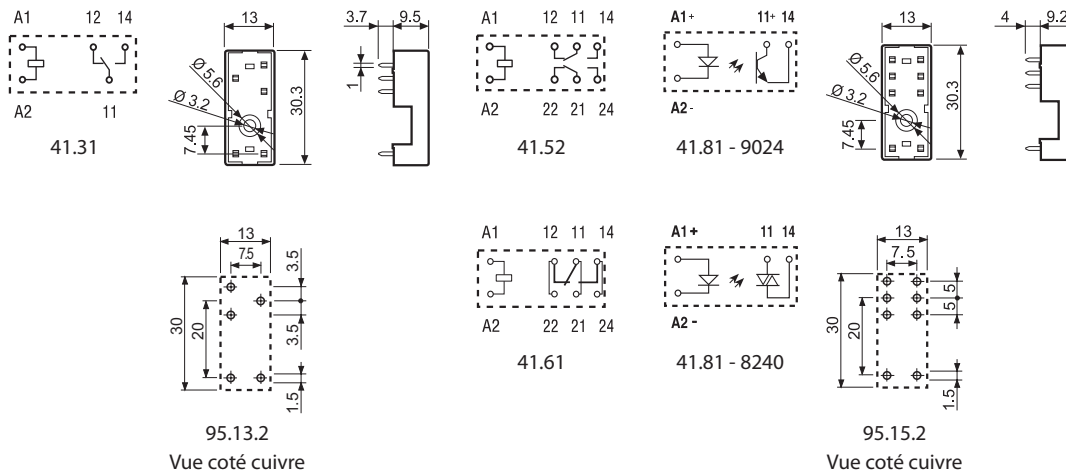 A1 12 14
A2 11
41.31
13
Ø 5.6
Ø 3.2
7.45
30.3
3.7 9.5
1
A1 12 11 14
A2 22 21 24
41.52
A1+ 11+ 14
A2-
41.81 - 9024
13
Ø 5.6
Ø 3.2
7.45
30.3
4 9.2
13
7.5
30
20
3.5
3.5
1.5
95.13.2
Vue coté cuivre
A1 12 11 14
A2 22 21 24
41.61
A1+ 11 14
A2 -
41.81 - 8240
13
7.5
30
20
5
5
1.5
95.15.2
Vue coté cuivre